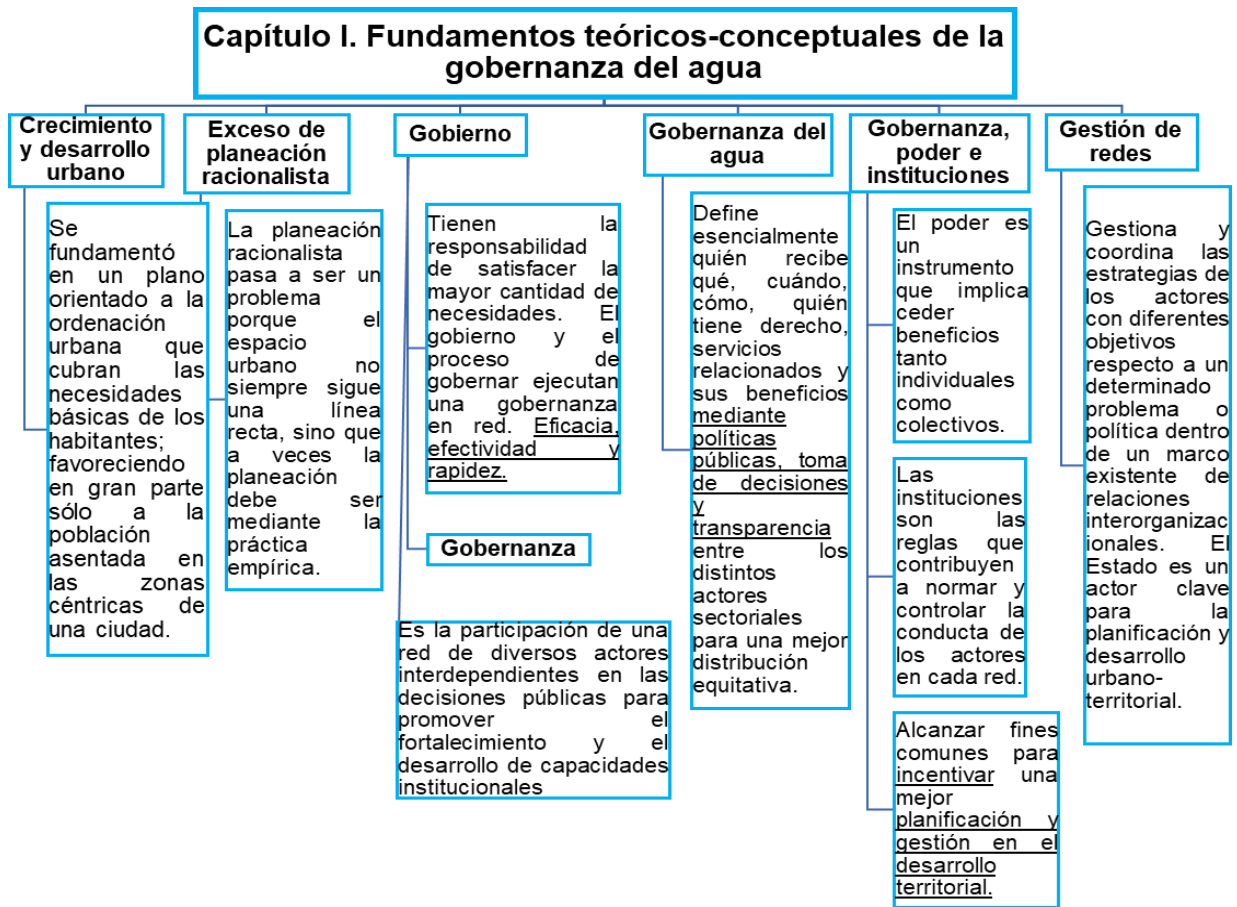 Capítulo I. Fundamentos teóricos-conceptuales de la
gobernanza del agua
Crecimiento
y desarrollo
urbano
Se
fundamentó
en un plano
orientado a la
ordenación
urbana que
cubran las
necesidades
básicas de los
habitantes;
favoreciendo
en gran parte
sólo a la
población
asentada en
las zonas
céntricas de
una ciudad.
Exceso de
planeación
racionalista
La planeación
racionalista
pasa a ser un
problema
porque el
espacio
urbano no
siempre sigue
una línea
recta, sino que
a veces la
planeación
debe ser
mediante la
práctica
empírica.
Gobierno
Tienen la
responsabilidad
de satisfacer la
mayor cantidad de
necesidades. El
gobierno y el
proceso de
gobernar ejecutan
una gobernanza
en red. Eficacia,
efectividad y
rapidez.
Gobernanza
Es la participación de una
red de diversos actores
interdependientes en las
decisiones públicas para
promover el
fortalecimiento y el
desarrollo de capacidades
institucionales
Gobernanza del
agua
Define
esencialmente
quién recibe
qué, cuándo,
cómo, quién
tiene derecho,
servicios
relacionados y
sus beneficios
mediante
políticas
públicas, toma
de decisiones
y
transparencia
entre los
distintos
actores
sectoriales
para una mejor
distribución
equitativa.
Gobernanza,
poder e
instituciones
El poder es
un
instrumento
que implica
ceder
beneficios
tanto
individuales
como
colectivos.
Las
instituciones
son las
reglas que
contribuyen
a normar y
controlar la
conducta de
los actores
en cada red.
Alcanzar fines
comunes para
incentivar una
mejor
planificación y
gestión en el
desarrollo
territorial.
Gestión de
redes
Gestiona y
coordina las
estrategias de
los actores
con diferentes
objetivos
respecto a un
determinado
problema o
política dentro
de un marco
existente de
relaciones
interorganizac
ionales. El
Estado es un
actor clave
para la
planificación y
desarrollo
urbano-
territorial.